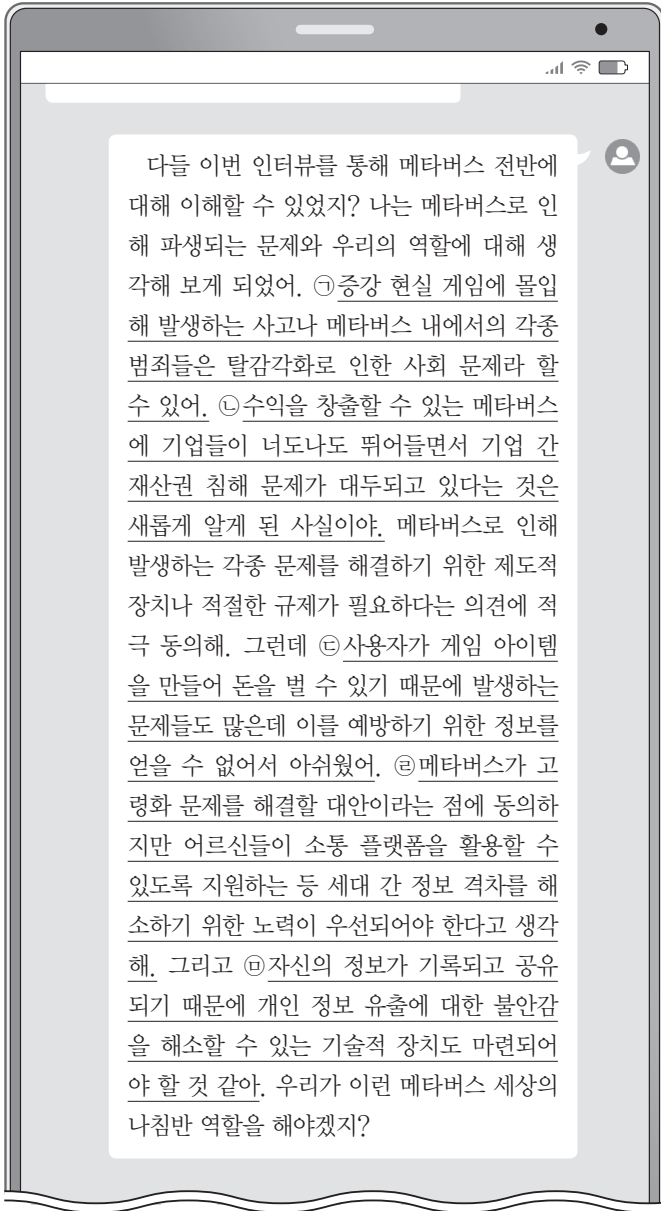 다들 이번 인터뷰를 통해 메타버스 전반에
대해 이해할 수 있었지? 나는 메타버스로 인
해 파생되는 문제와 우리의 역할에 대해 생
각해 보게 되었어. ㉠증강 현실 게임에 몰입
해 발생하는 사고나 메타버스 내에서의 각종
범죄들은 탈감각화로 인한 사회 문제라 할
수 있어. ㉡수익을 창출할 수 있는 메타버스
에 기업들이 너도나도 뛰어들면서 기업 간
재산권 침해 문제가 대두되고 있다는 것은
새롭게 알게 된 사실이야. 메타버스로 인해
발생하는 각종 문제를 해결하기 위한 제도적
장치나 적절한 규제가 필요하다는 의견에 적
극 동의해. 그런데 ㉢사용자가 게임 아이템
을 만들어 돈을 벌 수 있기 때문에 발생하는
문제들도 많은데 이를 예방하기 위한 정보를
얻을 수 없어서 아쉬웠어. ㉣메타버스가 고
령화 문제를 해결할 대안이라는 점에 동의하
지만 어르신들이 소통 플랫폼을 활용할 수
있도록 지원하는 등 세대 간 정보 격차를 해
소하기 위한 노력이 우선되어야 한다고 생각
해. 그리고 ㉤자신의 정보가 기록되고 공유
되기 때문에 개인 정보 유출에 대한 불안감
을 해소할 수 있는 기술적 장치도 마련되어
야 할 것 같아. 우리가 이런 메타버스 세상의
나침반 역할을 해야겠지?